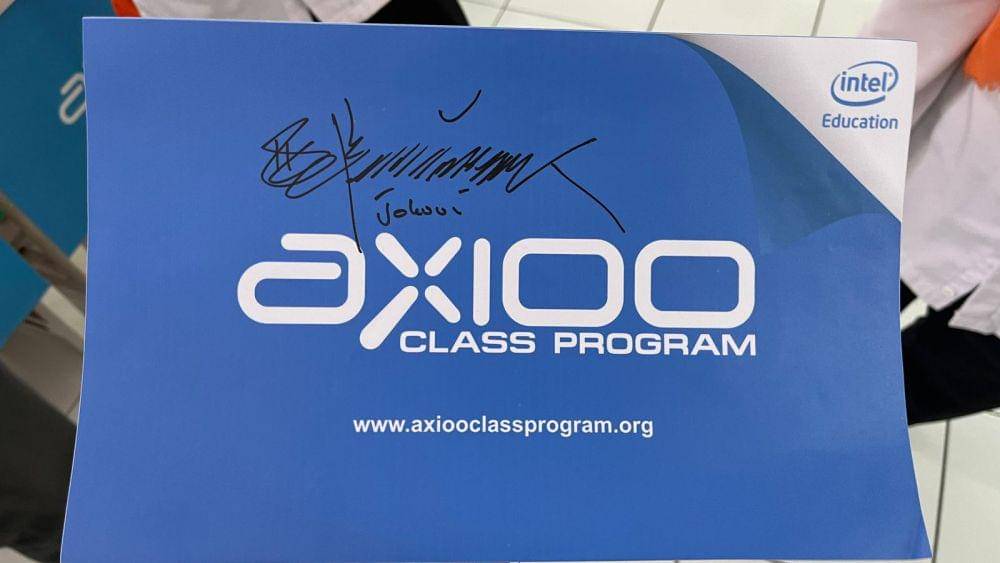 intel
Education
Jokowi
axioo
CLASS PROGRAM
www.axiooclassprogram.org